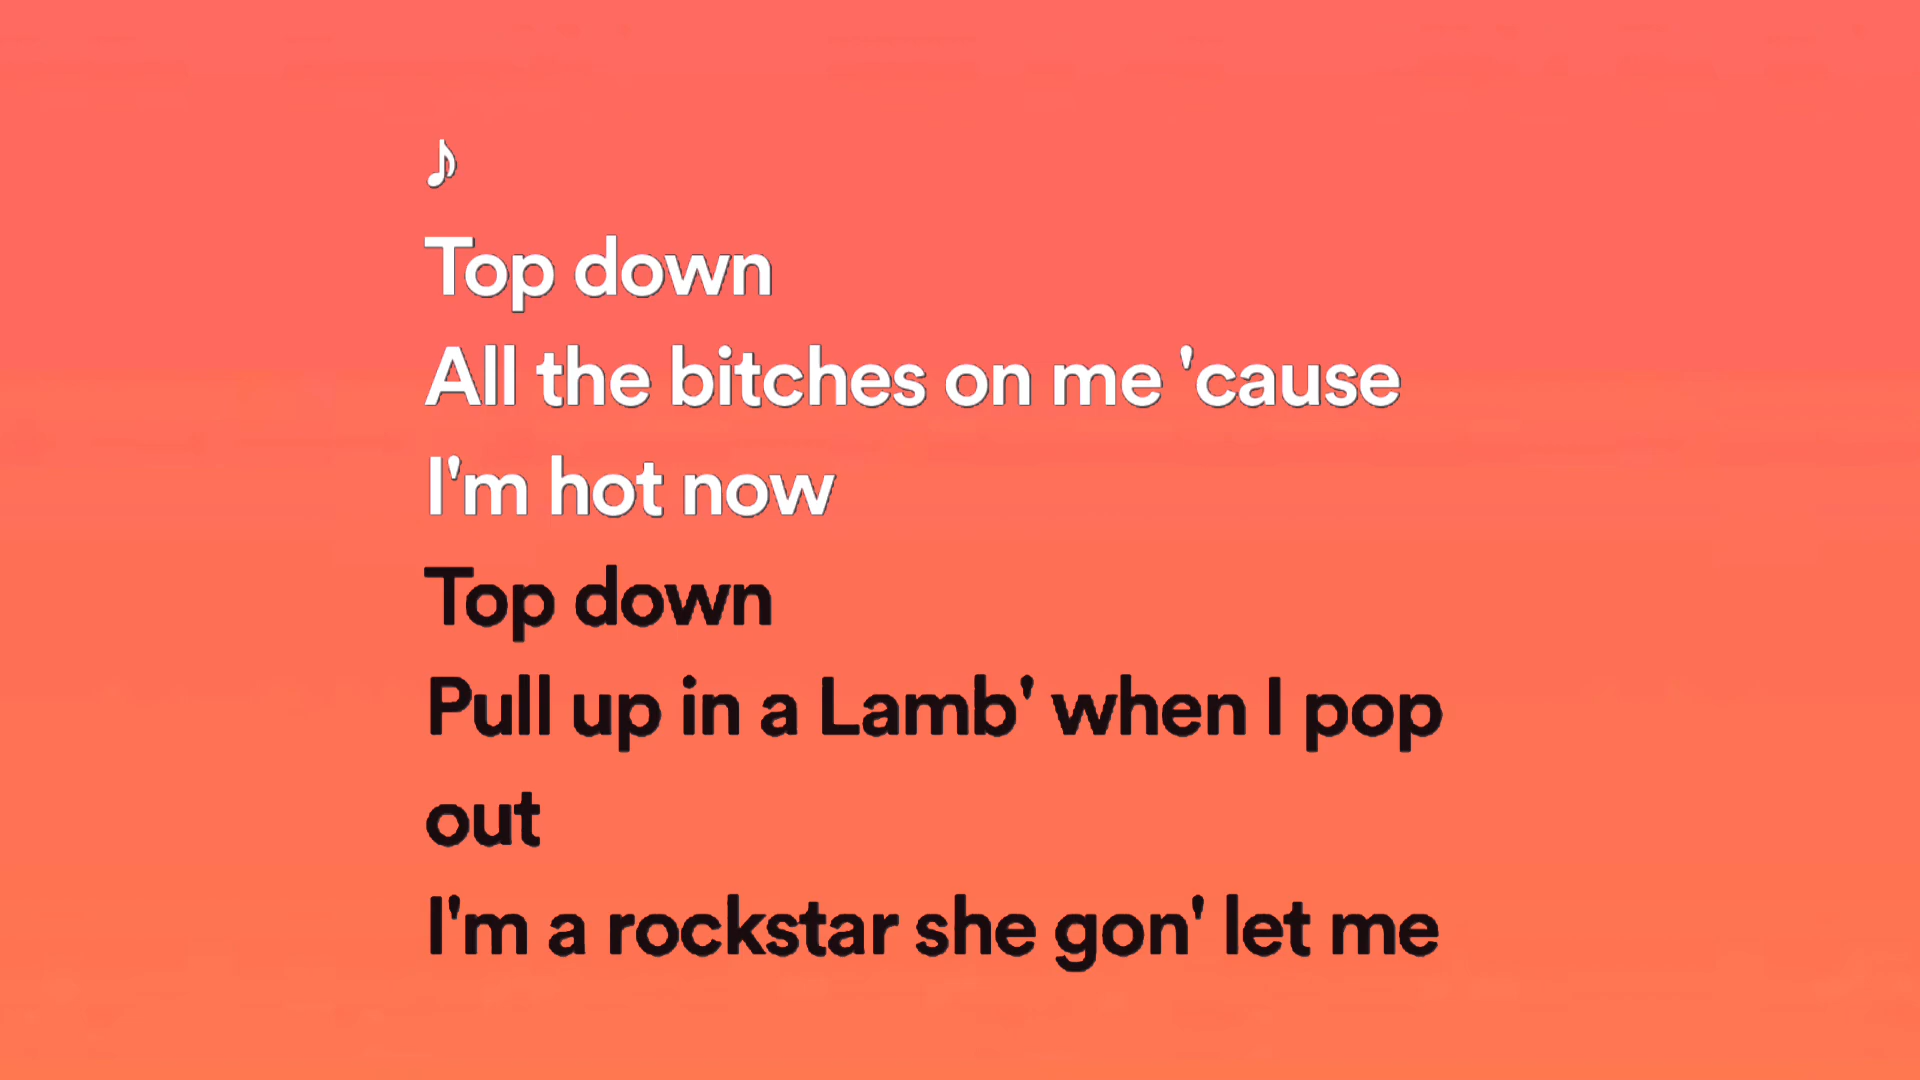 ♪
Top down
All the bitches on me 'cause
I'm hot now
Top down
Pull up in a Lamb' when I pop
out
I'm a rockstar she gon' let me